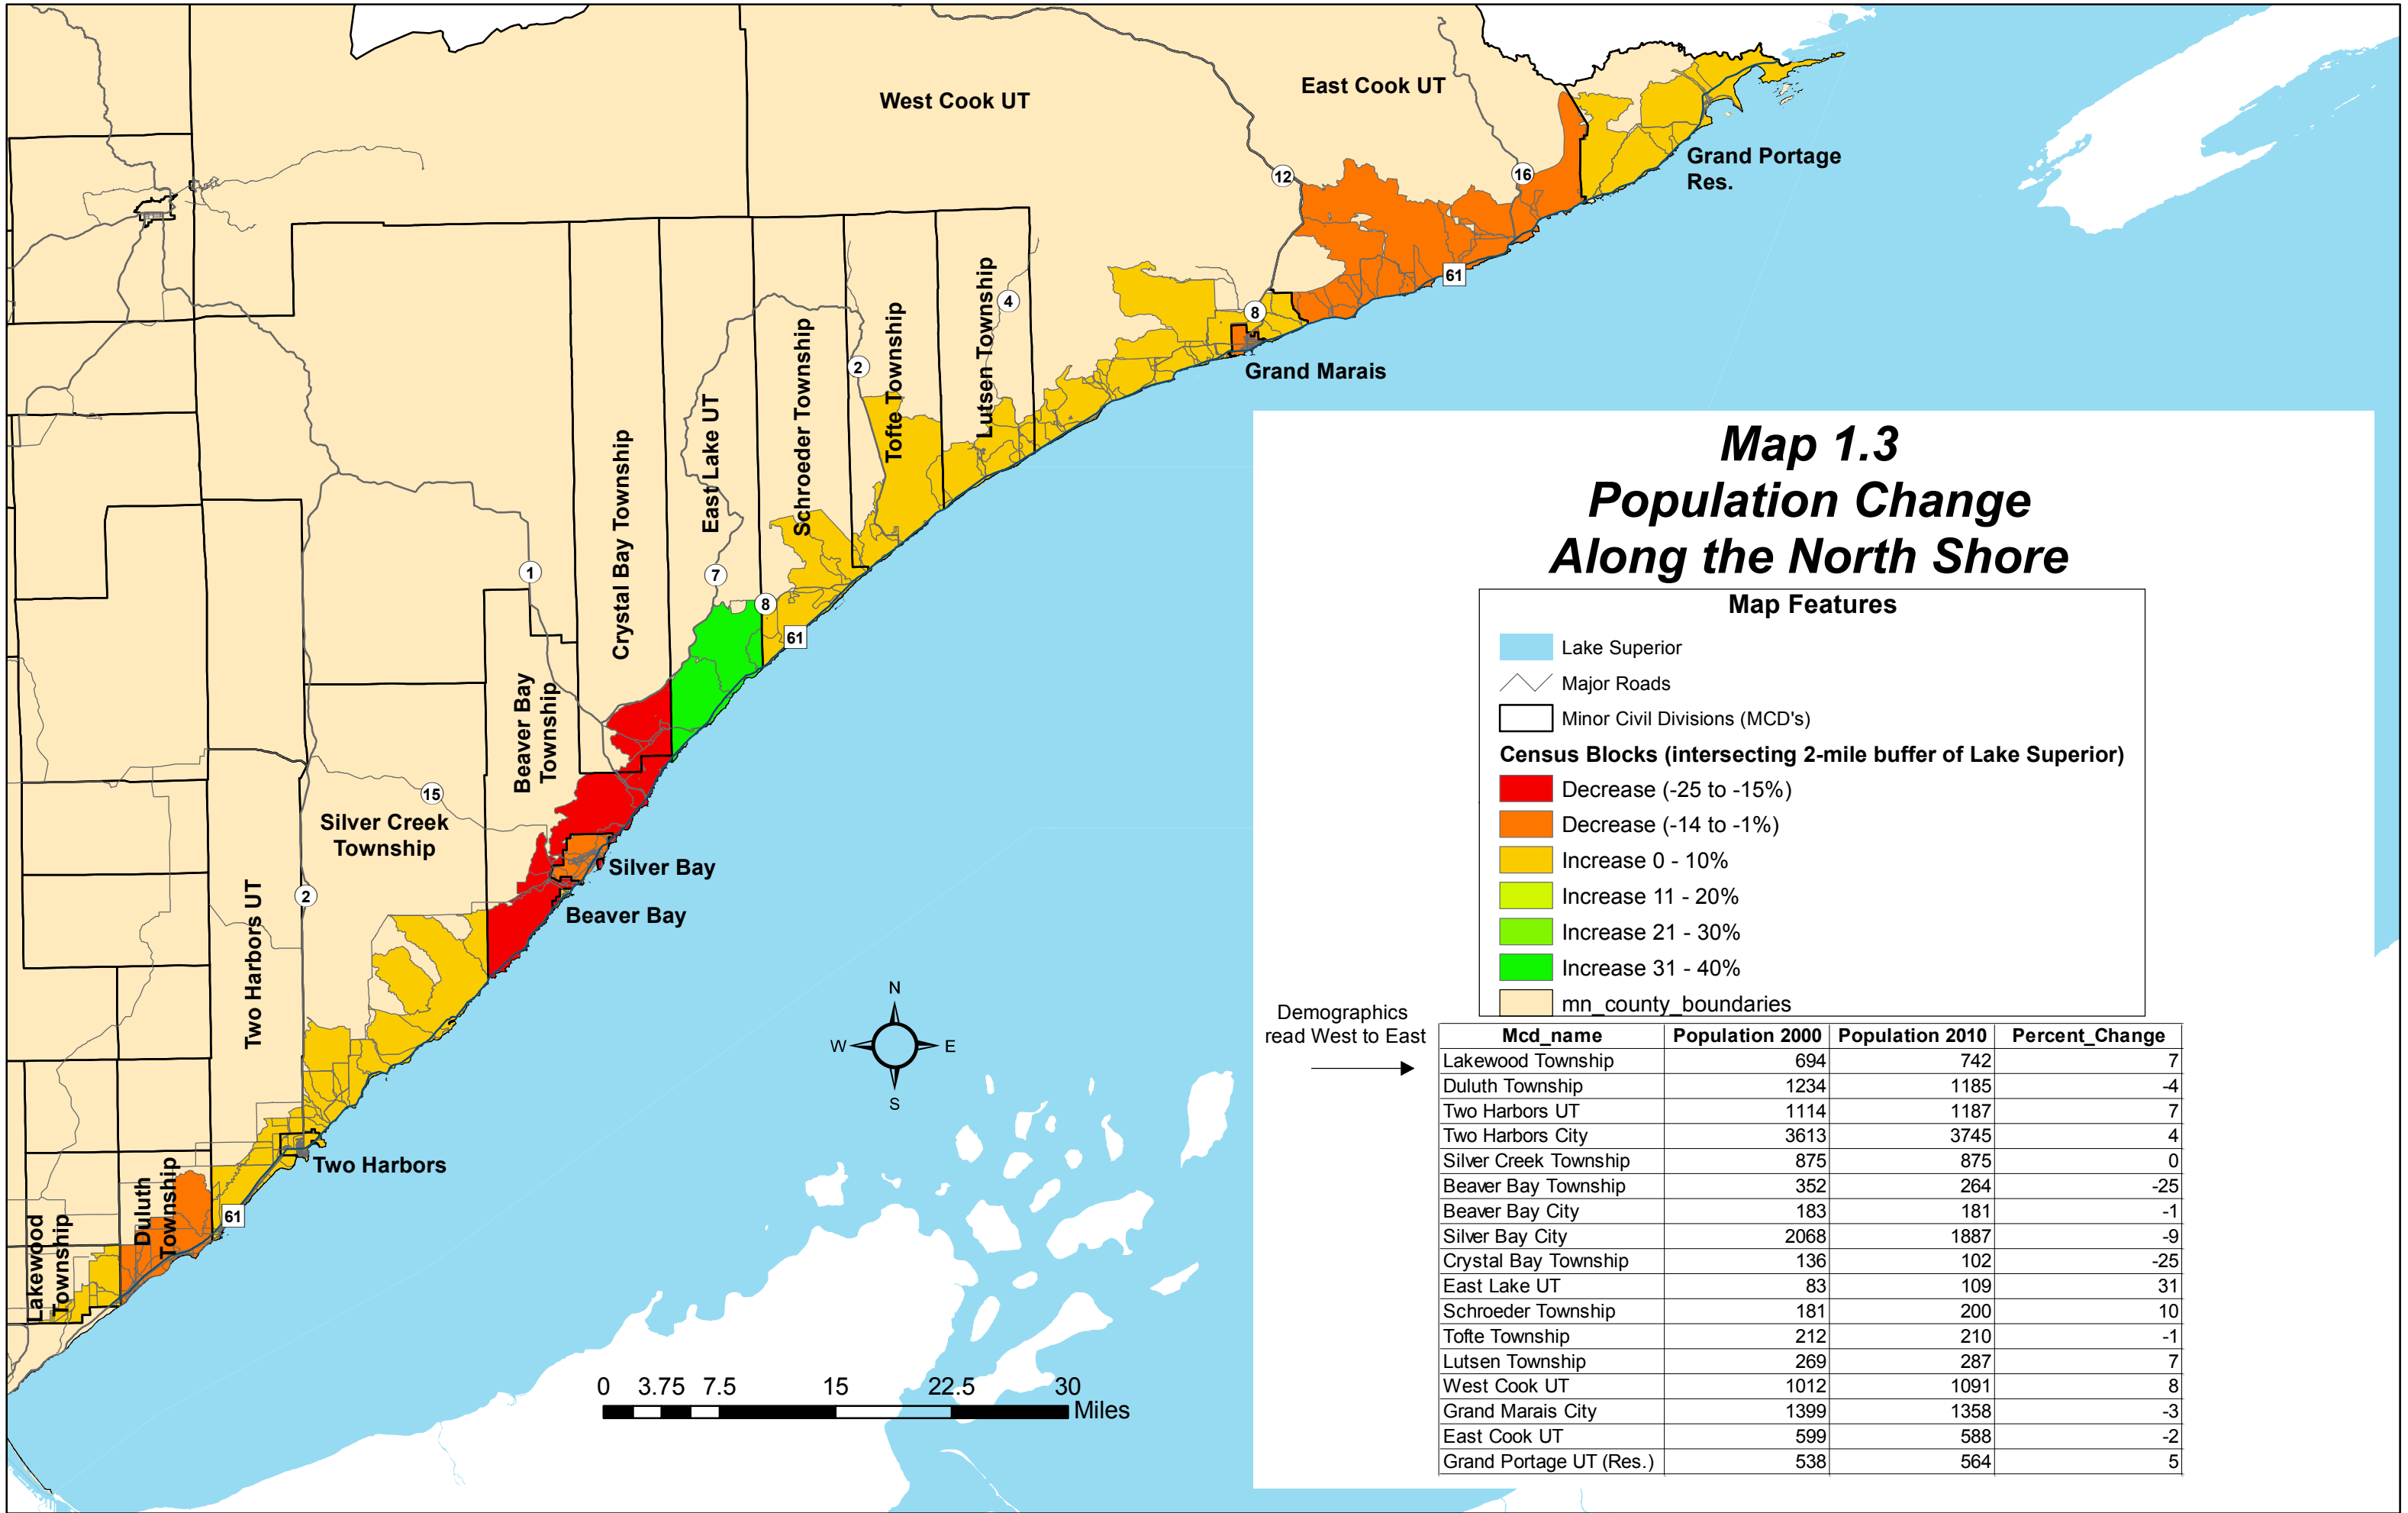 West Cook UT
East Cook UT
Grand Portage
Res.
12
16
61
8
Grand Marais
4
2
Lutsen Township
Tofte Township
Schroeder Township
East Lake UT
Crystal Bay Township
1
7
8
61
Beaver Bay
Township
15
Silver Creek
Township
Silver Bay
Beaver Bay
2
Two Harbors UT
Two Harbors
Duluth
Township
61
Lakewood
Township
N
W
E
S
0 3.75 7.5 15 22.5 30
Miles
Map 1.3
Population Change
Along the North Shore
Map Features
Lake Superior
Major Roads
Minor Civil Divisions (MCD's)
Census Blocks (intersecting 2-mile buffer of Lake Superior)
Decrease (-25 to -15%)
Decrease (-14 to -1%)
Increase 0 - 10%
Increase 11 - 20%
Increase 21 - 30%
Increase 31 - 40%
mn_county_boundaries
Demographics
read West to East
Mcd_name Population 2000 Population 2010 Percent_Change
Lakewood Township 694 742 7
Duluth Township 1234 1185 -4
Two Harbors UT 1114 1187 7
Two Harbors City 3613 3745 4
Silver Creek Township 875 875 0
Beaver Bay Township 352 264 -25
Beaver Bay City 183 181 -1
Silver Bay City 2068 1887 -9
Crystal Bay Township 136 102 -25
East Lake UT 83 109 31
Schroeder Township 181 200 10
Tofte Township 212 210 -1
Lutsen Township 269 287 7
West Cook UT 1012 1091 8
Grand Marais City 1399 1358 -3
East Cook UT 599 588 -2
Grand Portage UT (Res.) 538 564 5